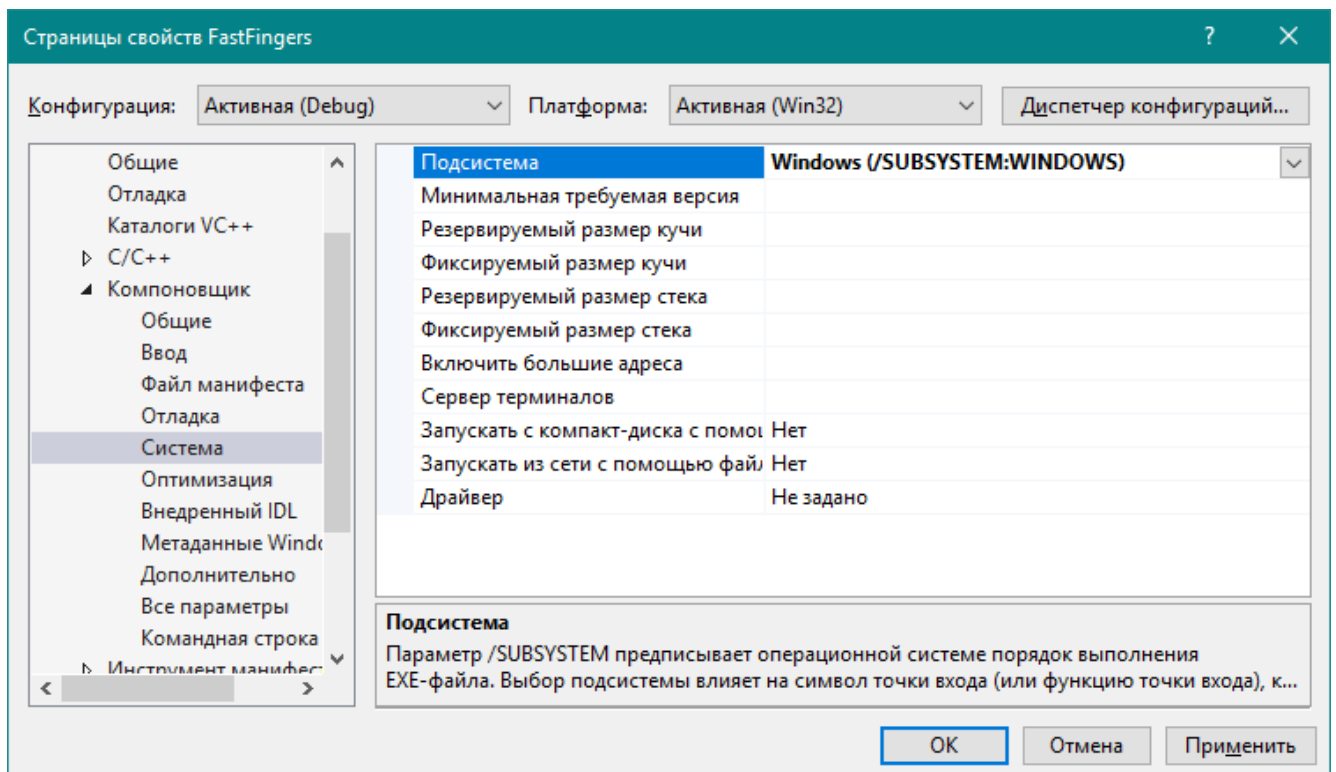 Страницы свойств FastFingers
? ×
Конфигурация: Активная (Debug) Платформа: Активная (Win32) Диспетчер конфигураций...
Общие
Отладка
Каталоги VC++
C/C++
Компоновщик
Общие
Ввод
Файл манифеста
Отладка
Система
Оптимизация
Внедренный IDL
Метаданные Windo
Дополнительно
Все параметры
Командная строка
Инструмент манифес
Подсистема Windows (/SUBSYSTEM:WINDOWS)
Минимальная требуемая версия
Резервируемый размер кучи
Фиксируемый размер кучи
Резервируемый размер стека
Фиксируемый размер стека
Включить большие адреса
Сервер терминалов
Запускать с компакт-диска с помо Нет
Запускать из сети с помощью фай Нет
Драйвер Не задано
Подсистема
Параметр /SUBSYSTEM предписывает операционной системе порядок выполнения
EXE-файла. Выбор подсистемы влияет на символ точки входа (или функцию точки входа), к...
ОК Отмена Применить